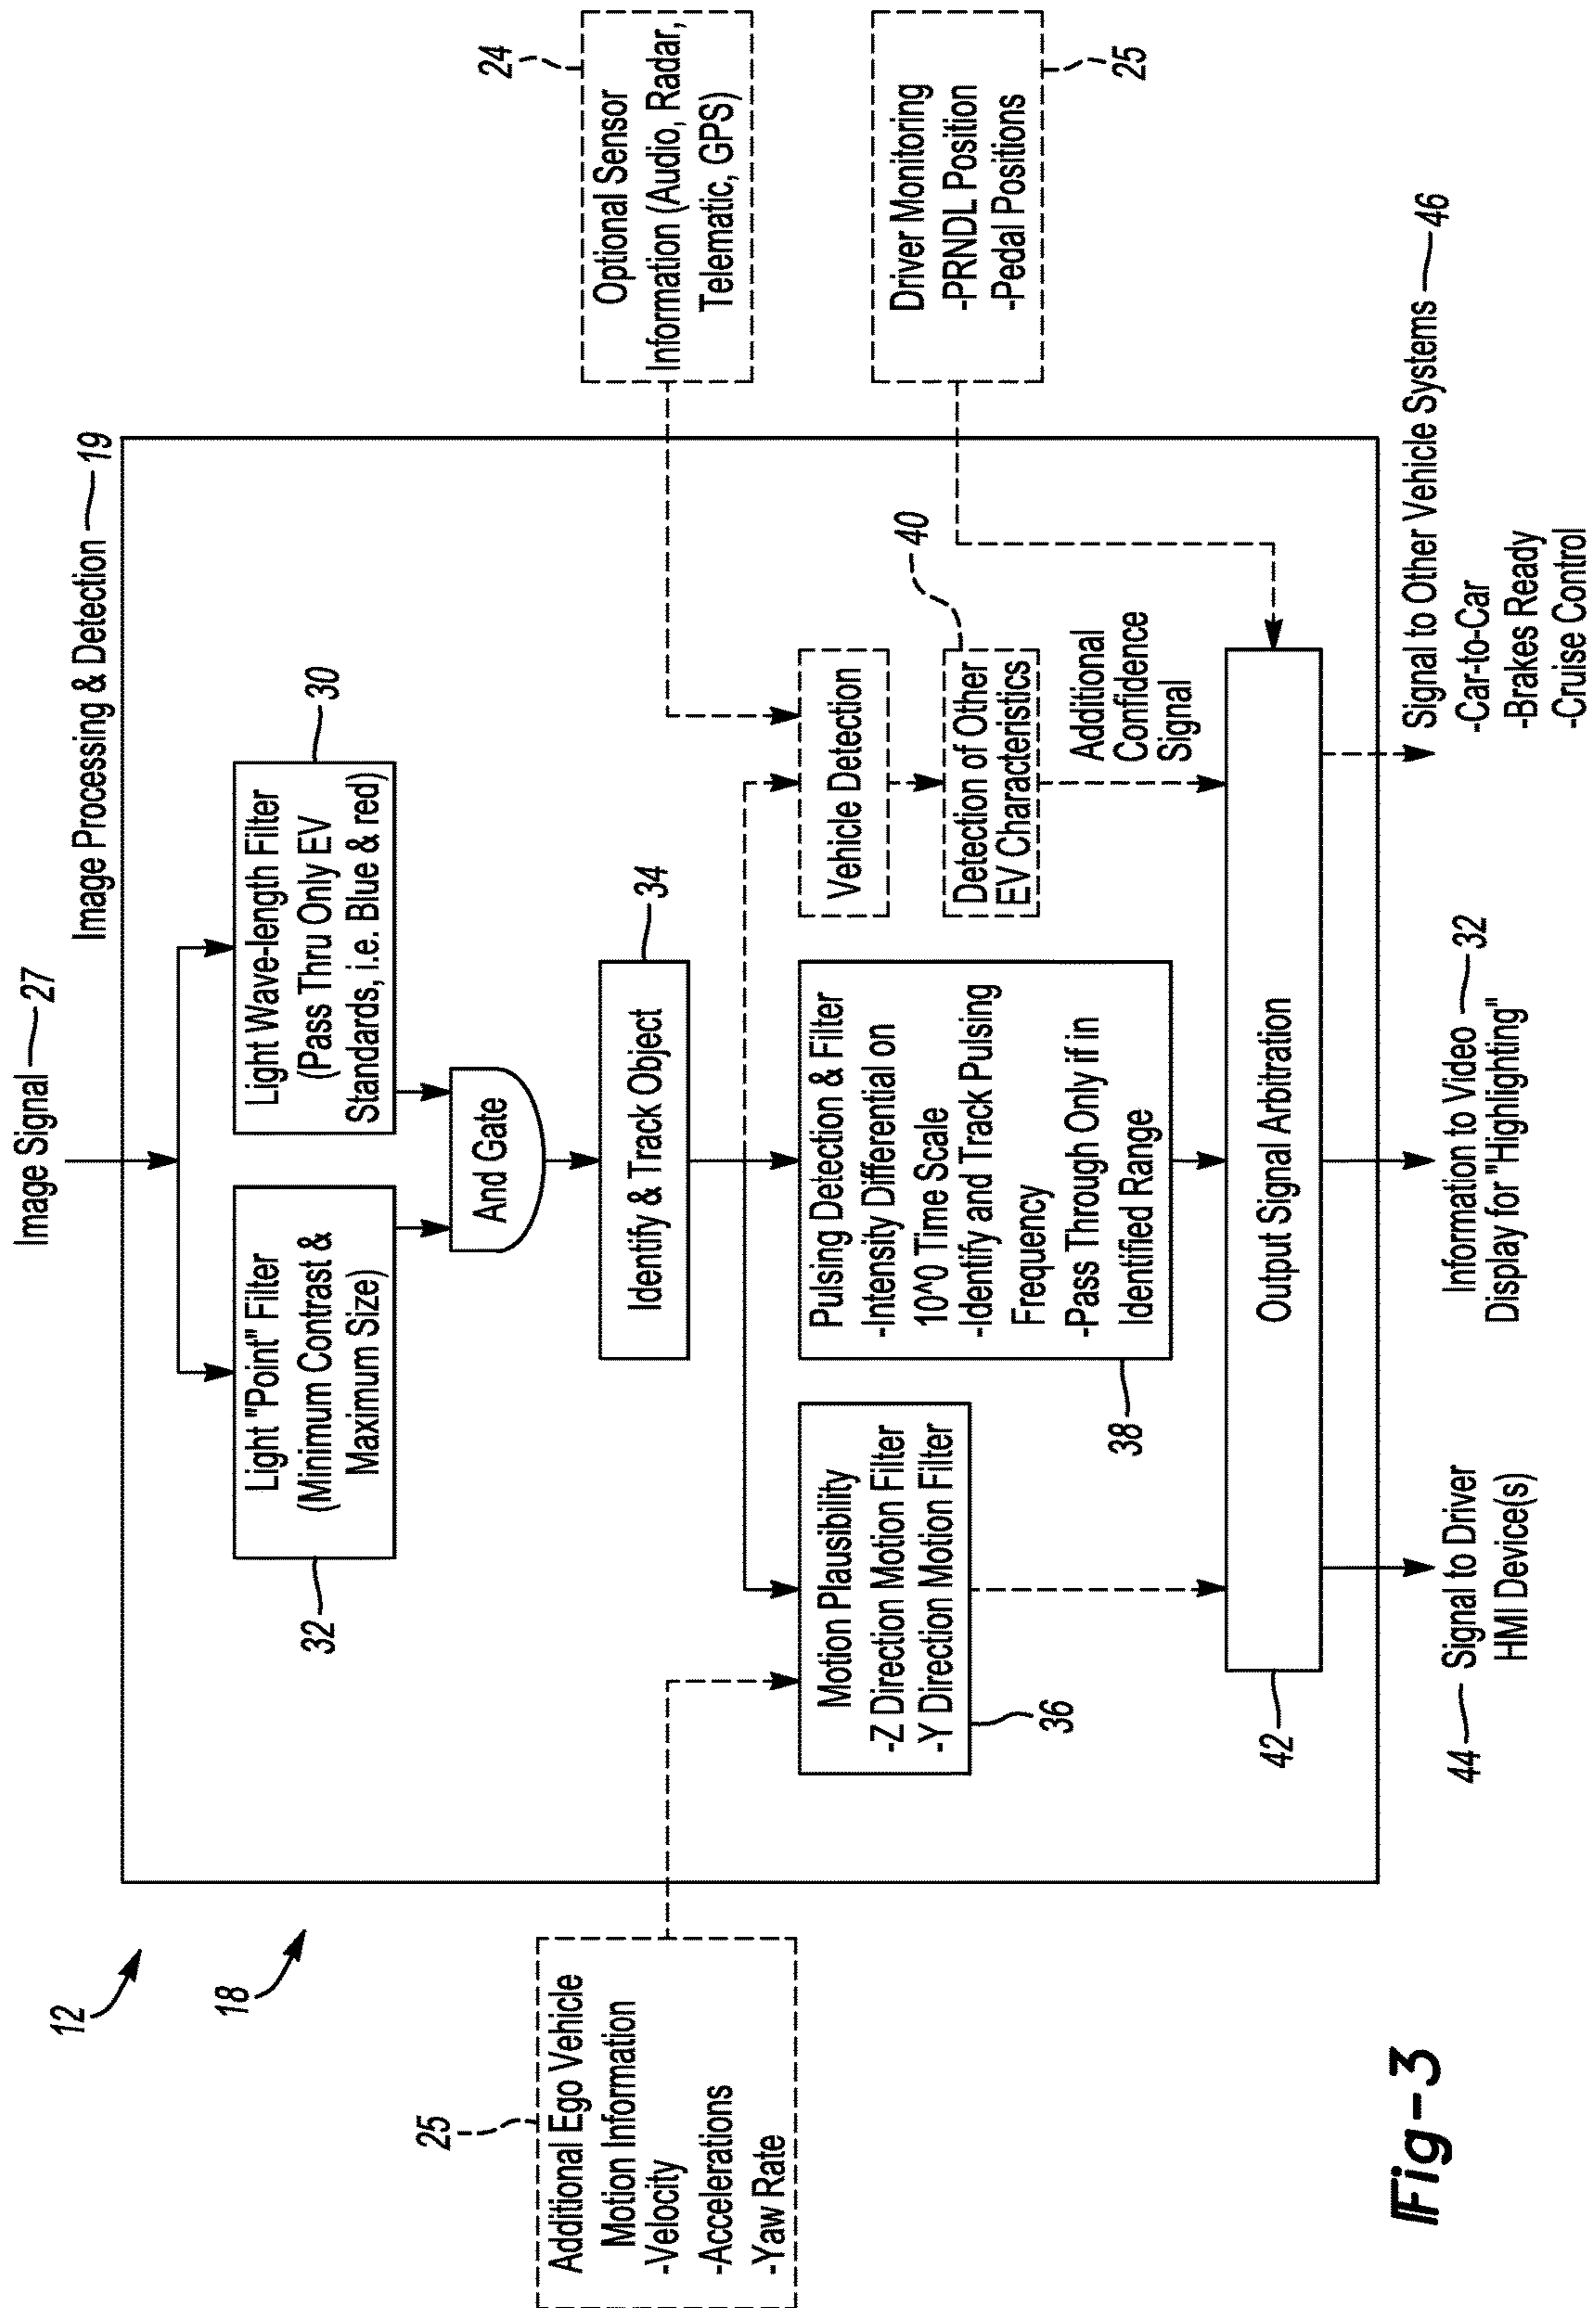 Image Signal 27
Image Processing & Detection 19
12
18
32
Light "Point" Filter
(Minimum Contrast &
Maximum Size)
Light Wave-length Filter
(Pass Thru Only EV
Standards, i.e. Blue & red)
30
And Gate
Identify & Track Object
34
25
Additional Ego Vehicle
Motion Information
-Velocity
-Accelerations
-Yaw Rate
Optional Sensor
Information (Audio, Radar,
Telematic, GPS)
24
Motion Plausibility
-Z Direction Motion Filter
-Y Direction Motion Filter
36
Pulsing Detection & Filter
-Intensity Differential on
10^0 Time Scale
-Identify and Track Pulsing
Frequency
-Pass Through Only if in
Identified Range
38
Vehicle Detection
Detection of Other
EV Characteristics
40
Additional
Confidence
Signal
Driver Monitoring
-PRNDL Position
-Pedal Positions
25
Output Signal Arbitration
42
44 Signal to Driver
HMI Device(s)
Information to Video 32
Display for "Highlighting"
Signal to Other Vehicle Systems 46
-Car-to-Car
-Brakes Ready
-Cruise Control
Fig-3